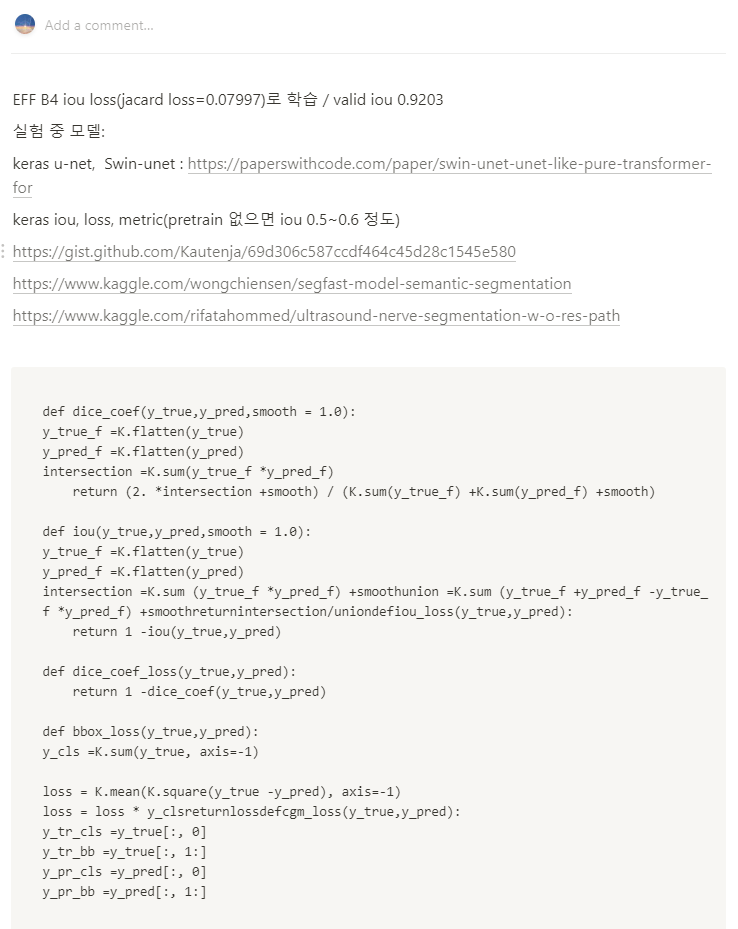 Add a comment...
EFF B4 iou loss(jacard loss=0.07997)로 학습 / valid iou 0.9203
실험 중 모델:
keras u-net,  Swin-unet : https://paperswithcode.com/paper/swin-unet-unet-like-pure-transformer-
for
keras iou, loss, metric(pretrain 없으면 iou 0.5~0.6 정도)
https://gist.github.com/Kautenja/69d306c587ccdf464c45d28c1545e580
https://www.kaggle.com/wongchiensen/segfast-model-semantic-segmentation
https://www.kaggle.com/rifatahommed/ultrasound-nerve-segmentation-w-o-res-path
def dice_coef(y_true,y_pred,smooth = 1.0):
y_true_f =K.flatten(y_true)
y_pred_f =K.flatten(y_pred)
intersection =K.sum(y_true_f *y_pred_f)
    return (2. *intersection +smooth) / (K.sum(y_true_f) +K.sum(y_pred_f) +smooth)
def iou(y_true,y_pred,smooth = 1.0):
y_true_f =K.flatten(y_true)
y_pred_f =K.flatten(y_pred)
intersection =K.sum (y_true_f *y_pred_f) +smoothunion =K.sum (y_true_f +y_pred_f -y_true_
f *y_pred_f) +smoothreturnintersection/uniondefiou_loss(y_true,y_pred):
    return 1 -iou(y_true,y_pred)
def dice_coef_loss(y_true,y_pred):
    return 1 -dice_coef(y_true,y_pred)
def bbox_loss(y_true,y_pred):
y_cls =K.sum(y_true, axis=-1)
loss = K.mean(K.square(y_true -y_pred), axis=-1)
loss = loss * y_clsreturnlossdefcgm_loss(y_true,y_pred):
y_tr_cls =y_true[:, 0]
y_tr_bb =y_true[:, 1:]
y_pr_cls =y_pred[:, 0]
y_pr_bb =y_pred[:, 1:]